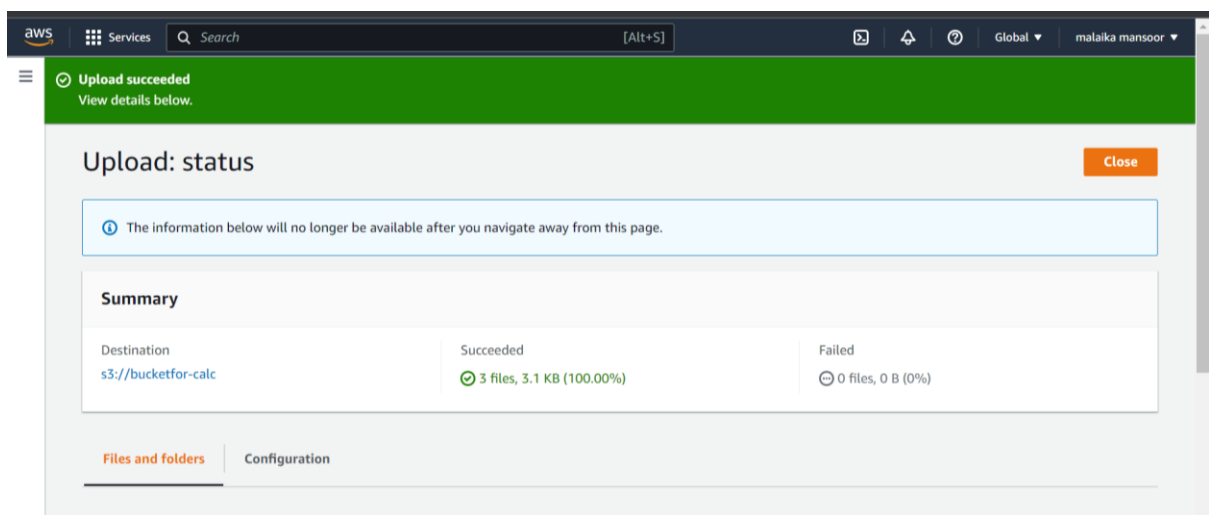 aws Services Search [Alt+S] Global malaika mansoor
Upload succeeded
View details below.
Upload: status
Close
The information below will no longer be available after you navigate away from this page.
Summary
Destination Succeeded Failed
s3://bucketfor-calc 3 files, 3.1 KB (100.00%) 0 files, 0 B (0%)
Files and folders Configuration